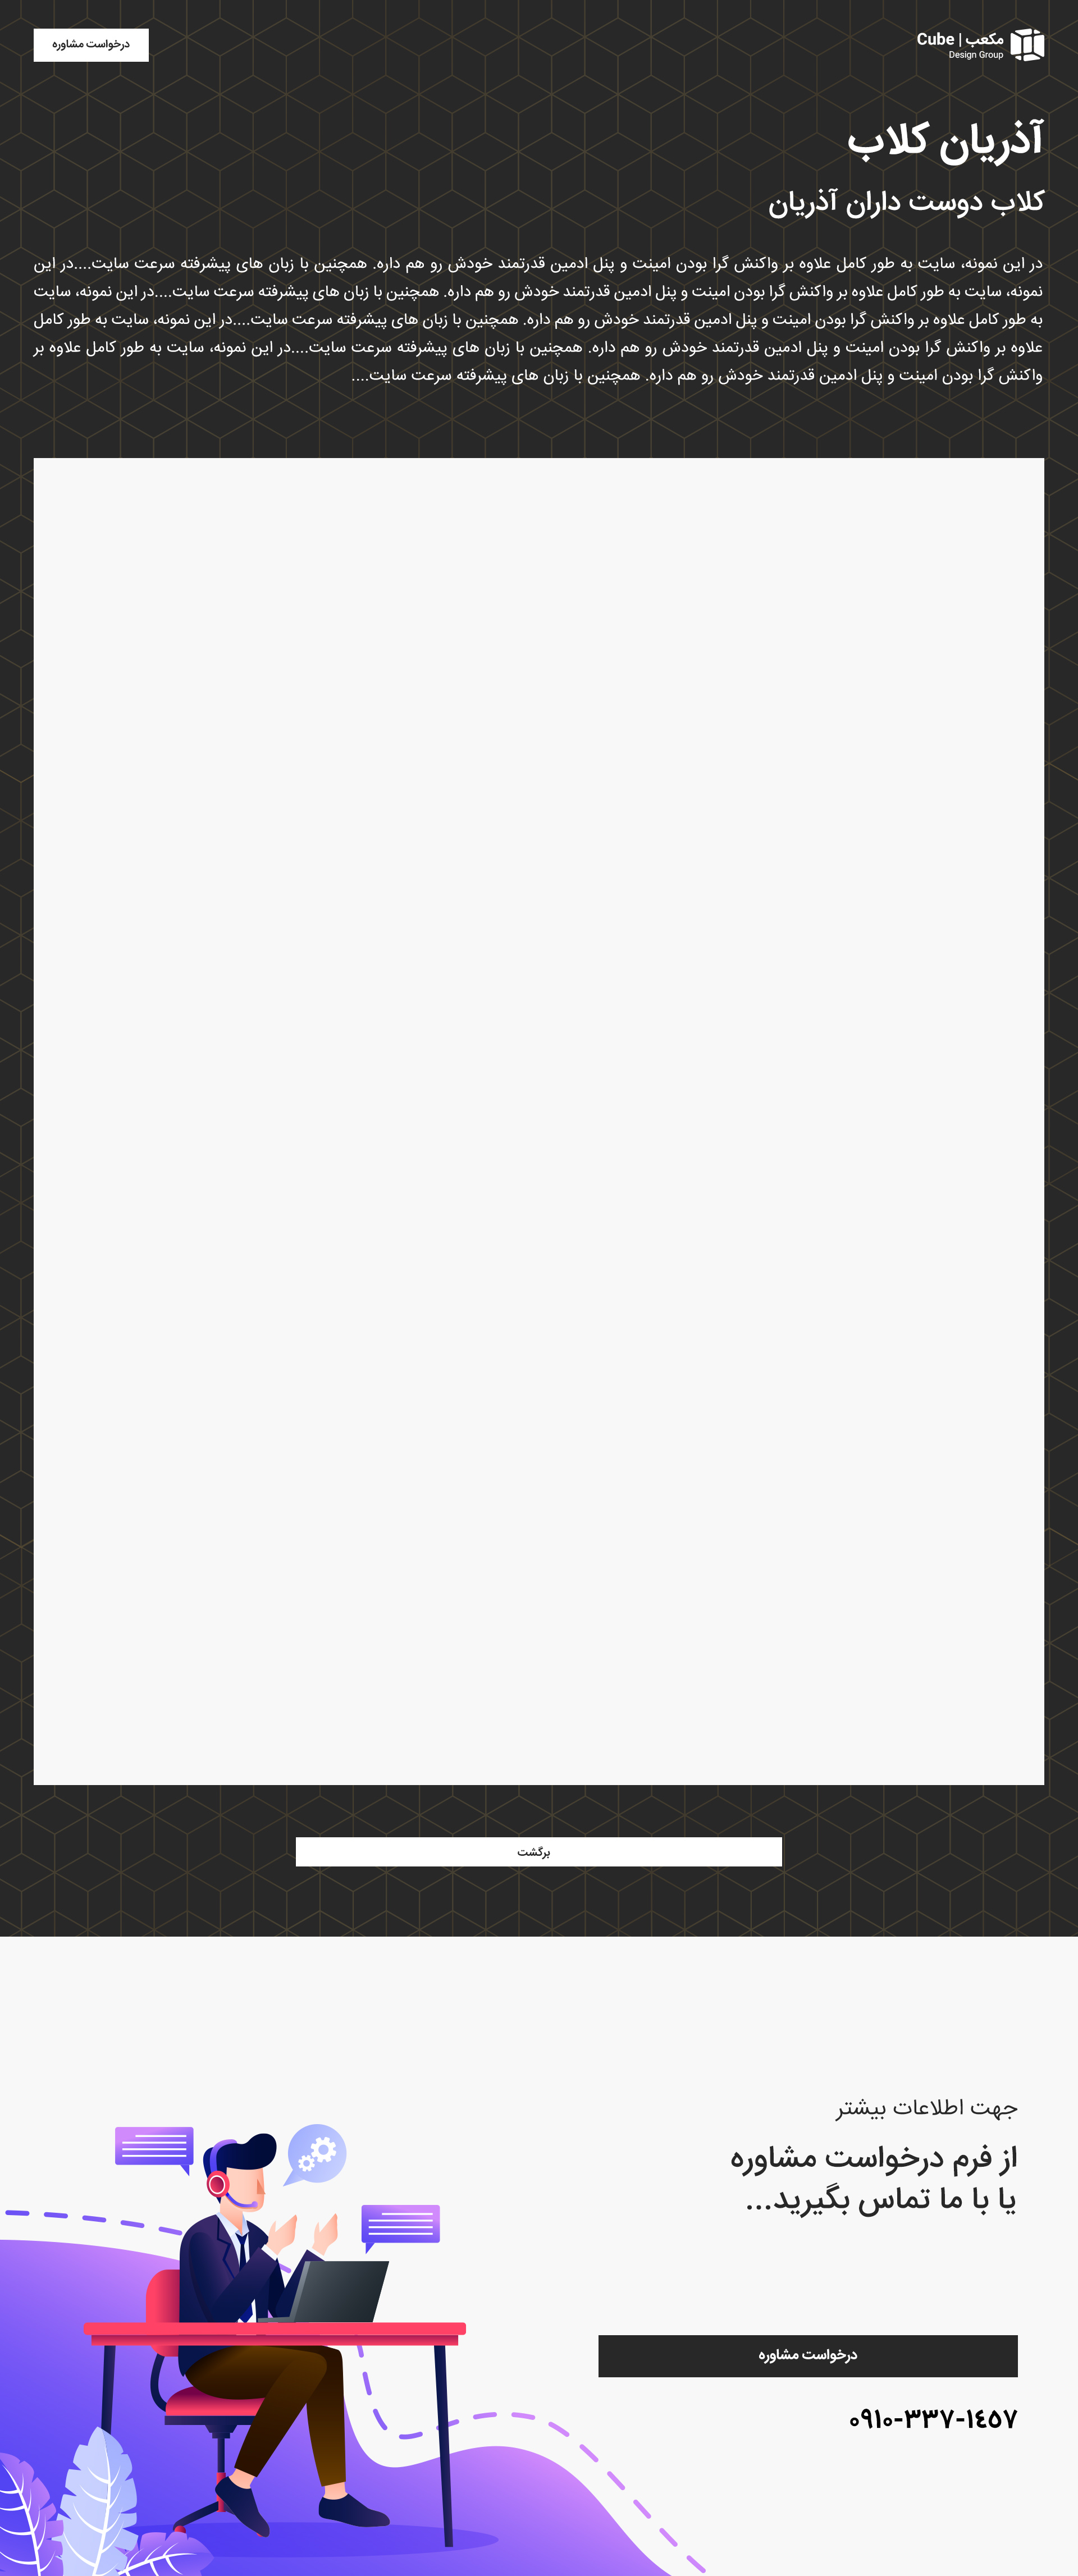 مکعب | Cube
Design Group
درخواست مشاوره
آذریان کلاب
کلاب دوست داران آذریان
در این نمونه، سایت به طور کامل علاوه بر واکنش گرا بودن امینت و پنل ادمین قدرتمند خودش رو هم داره. همچنین با زبان های پیشرفته سرعت سایت....در این
نمونه، سایت به طور کامل علاوه بر واکنش گرا بودن امینت و پنل ادمین قدرتمند خودش رو هم داره. همچنین با زبان های پیشرفته سرعت سایت....در این نمونه، سایت
به طور کامل علاوه بر واکنش گرا بودن امینت و پنل ادمین قدرتمند خودش رو هم داره. همچنین با زبان های پیشرفته سرعت سایت....در این نمونه، سایت به طور کامل
علاوه بر واکنش گرا بودن امینت و پنل ادمین قدرتمند خودش رو هم داره. همچنین با زبان های پیشرفته سرعت سایت....در این نمونه، سایت به طور کامل علاوه بر
واکنش گرا بودن امینت و پنل ادمین قدرتمند خودش رو هم داره. همچنین با زبان های پیشرفته سرعت سایت....
برگشت
جهت اطلاعات بیشتر
از فرم درخواست مشاوره
یا با ما تماس بگیرید...
درخواست مشاوره
۰۹۱۰-۳۳۷-۱٤٥۷